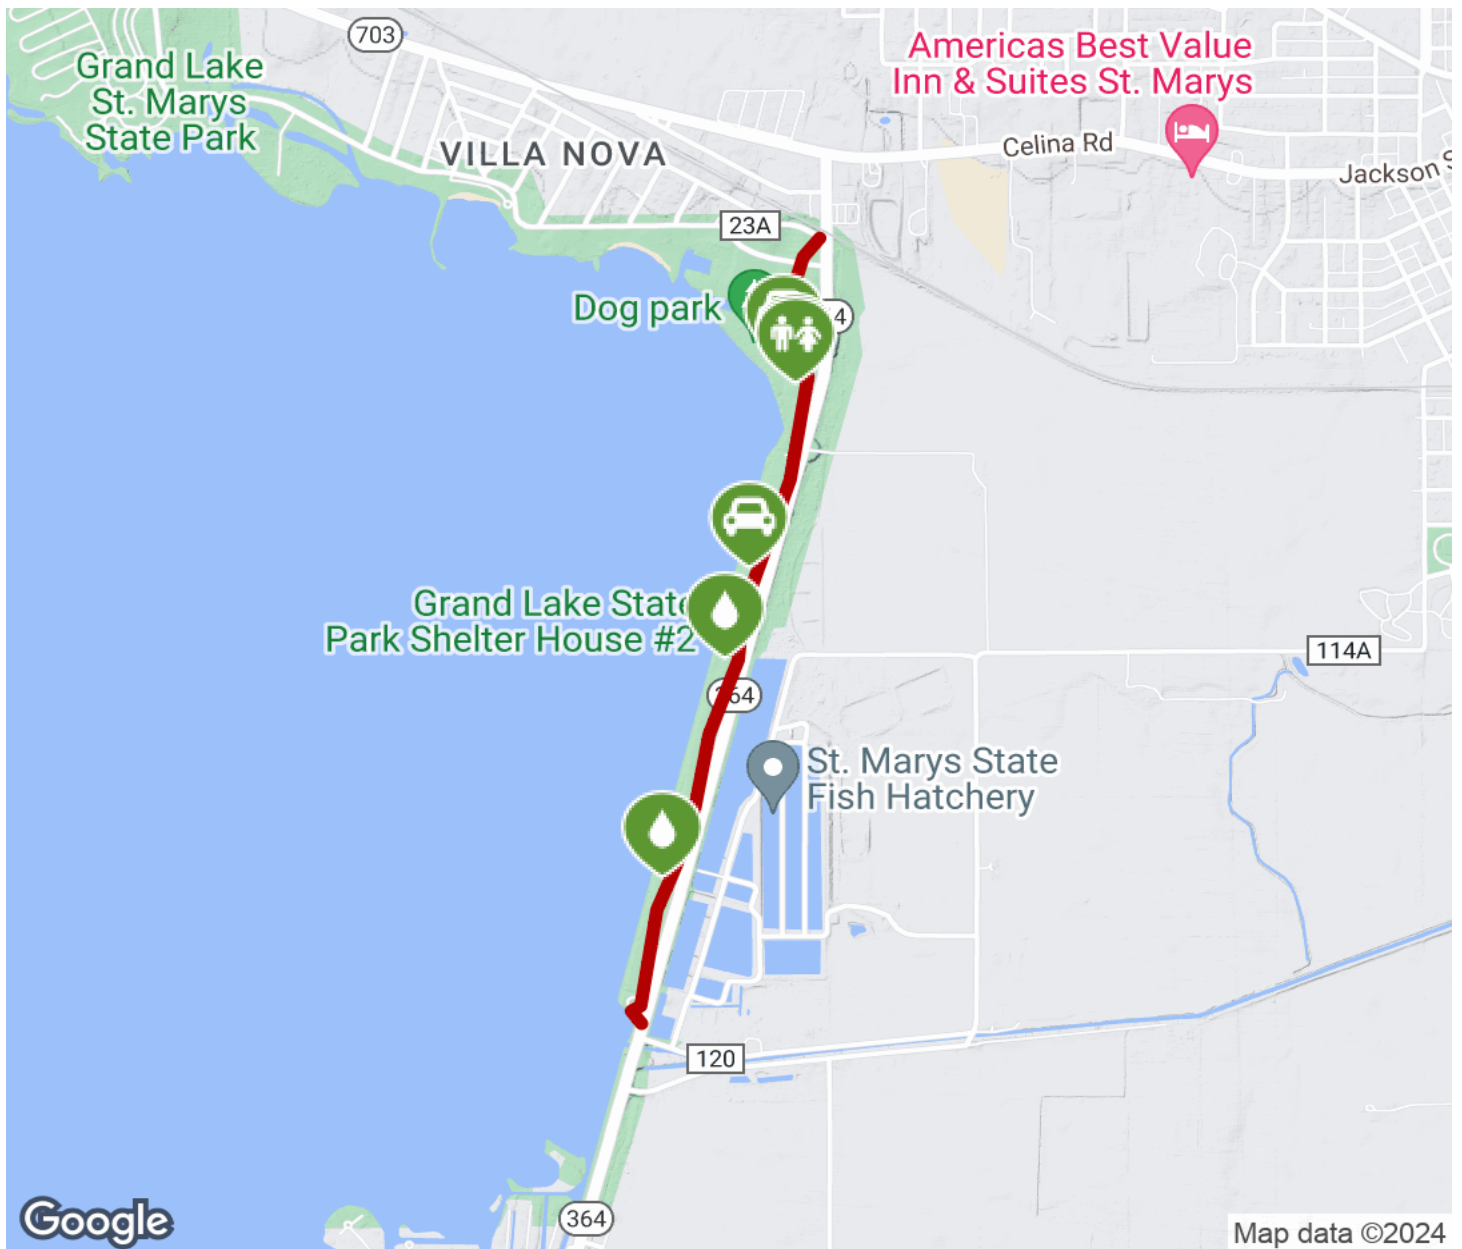 703
Grand Lake
St. Marys
State Park
Americas Best Value
Inn & Suites St. Marys
Celina Rd
VILLA NOVA
Jackson S
23A
Dog park
4
Grand Lake State
Park Shelter House #2
114A
64
St. Marys State
Fish Hatchery
120
364
Google
Map data ©2024